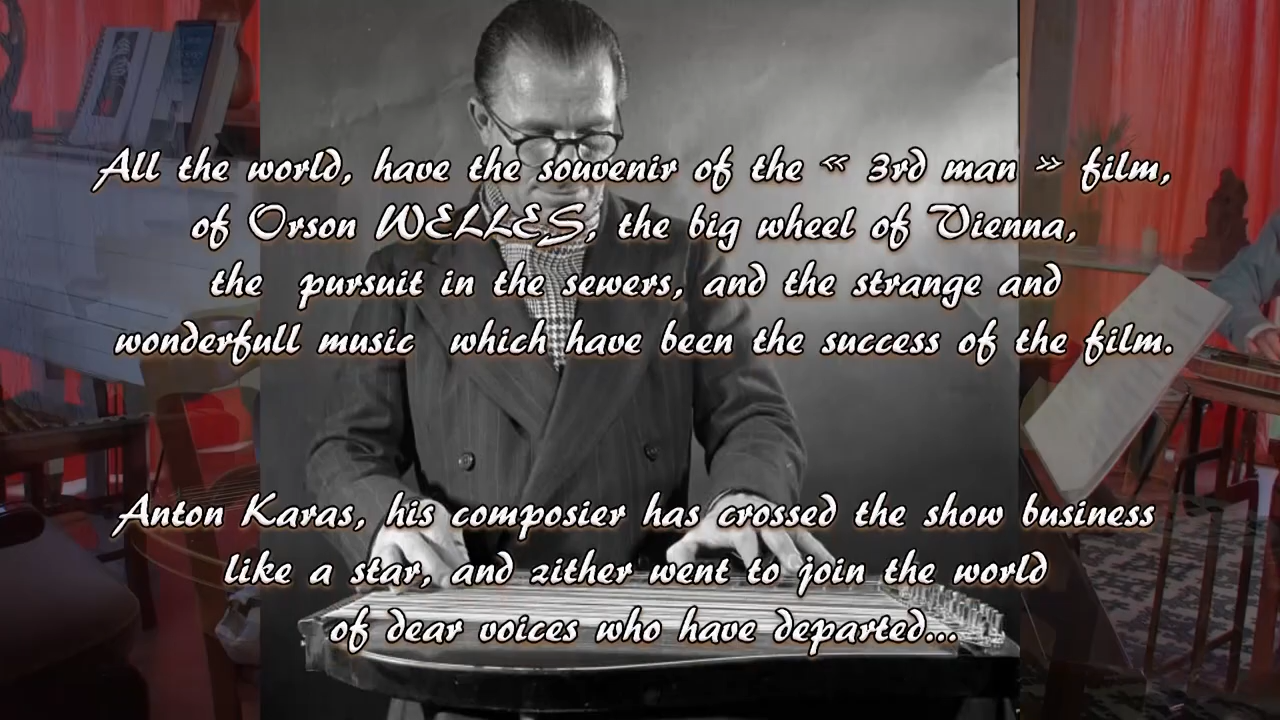 All the world, have the souvenir of the « 3rd man » film,
of Orson WELLES, the big wheel of Vienna,
the pursuit in the sewers, and the strange and
wonderfull music which have been the success of the film.
Anton Karas, his composier has crossed the show business
like a star, and zither went to join the world
of dear voices who have departed...